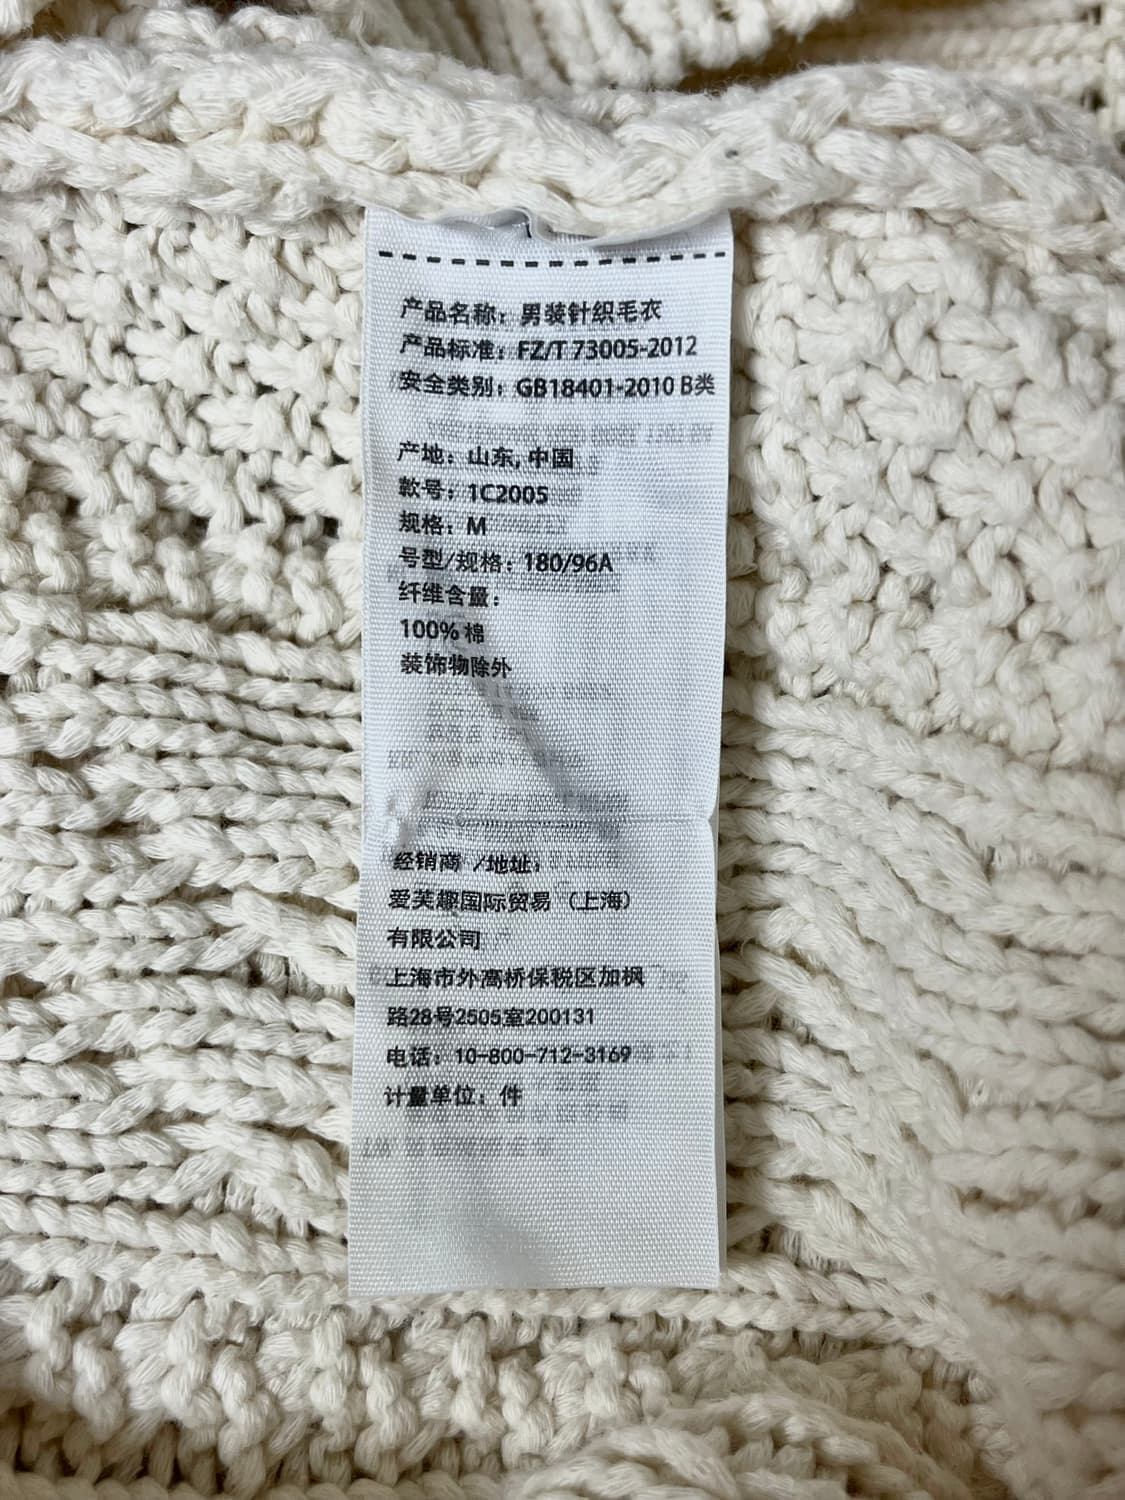 产品名称：男装针织毛衣
产品标准：FZ/T 73005-2012
安全类别：GB18401-2010 B类
产地：山东, 中国
款号：1C2005
规格：M
号型/规格：180/96A
纤维含量：
100% 棉
装饰物除外
经销商 /地址：
爱芙趣国际贸易（上海）
有限公司
上海市外高桥保税区加枫
路28号2505室200131
电话：10-800-712-3169
计量单位：件